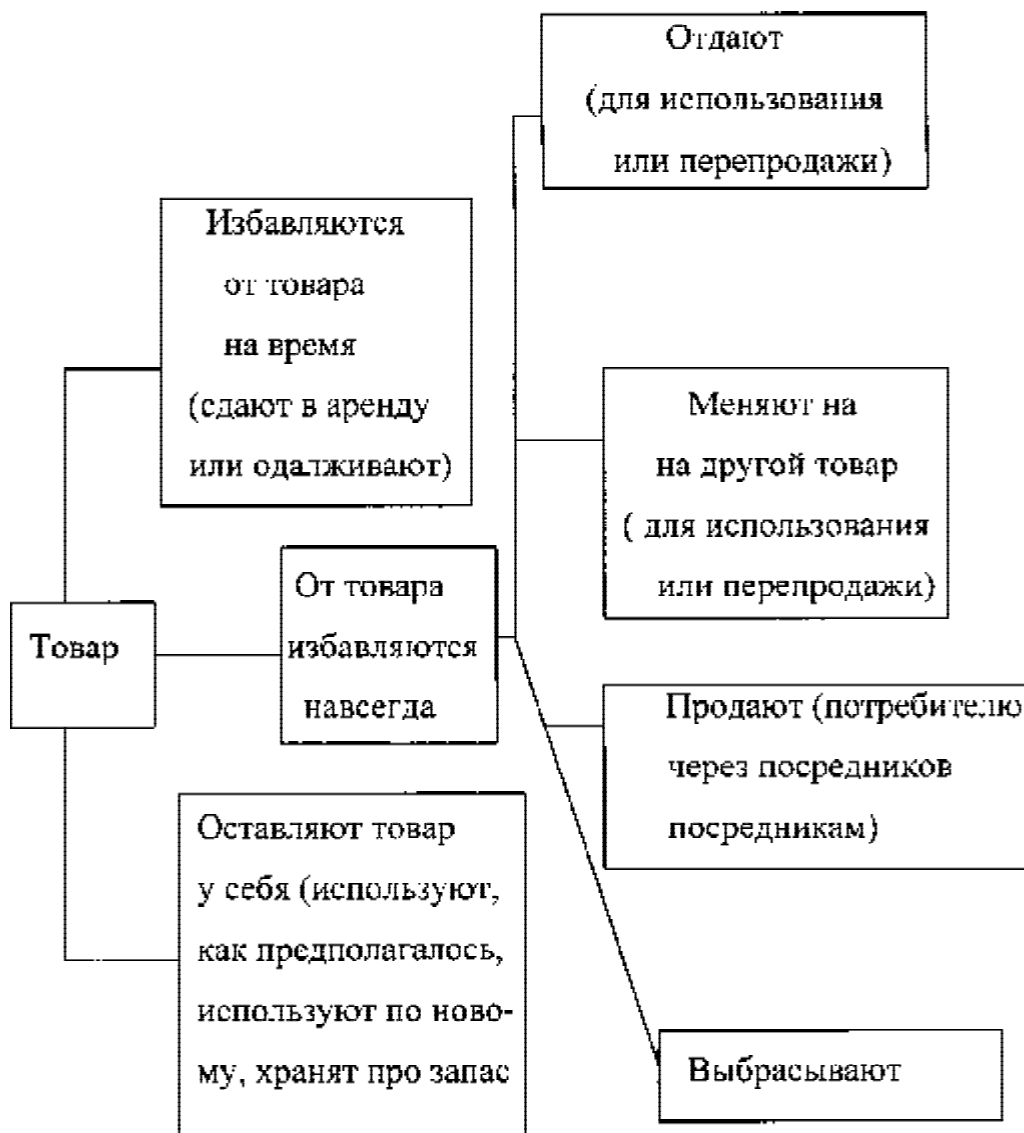 Отдают
(для использования
или перепродажи)
Избавляются
от товара
на время
(сдают в аренду
или одалживают)
Меняют на
на другой товар
( для использования
или перепродажи)
От товара
избавляются
навсегда
Товар
Продают (потребителю
через посредников
посредникам)
Оставляют товар
у себя (используют,
как предполагалось,
используют по ново-
му, хранят про запас
Выбрасывают